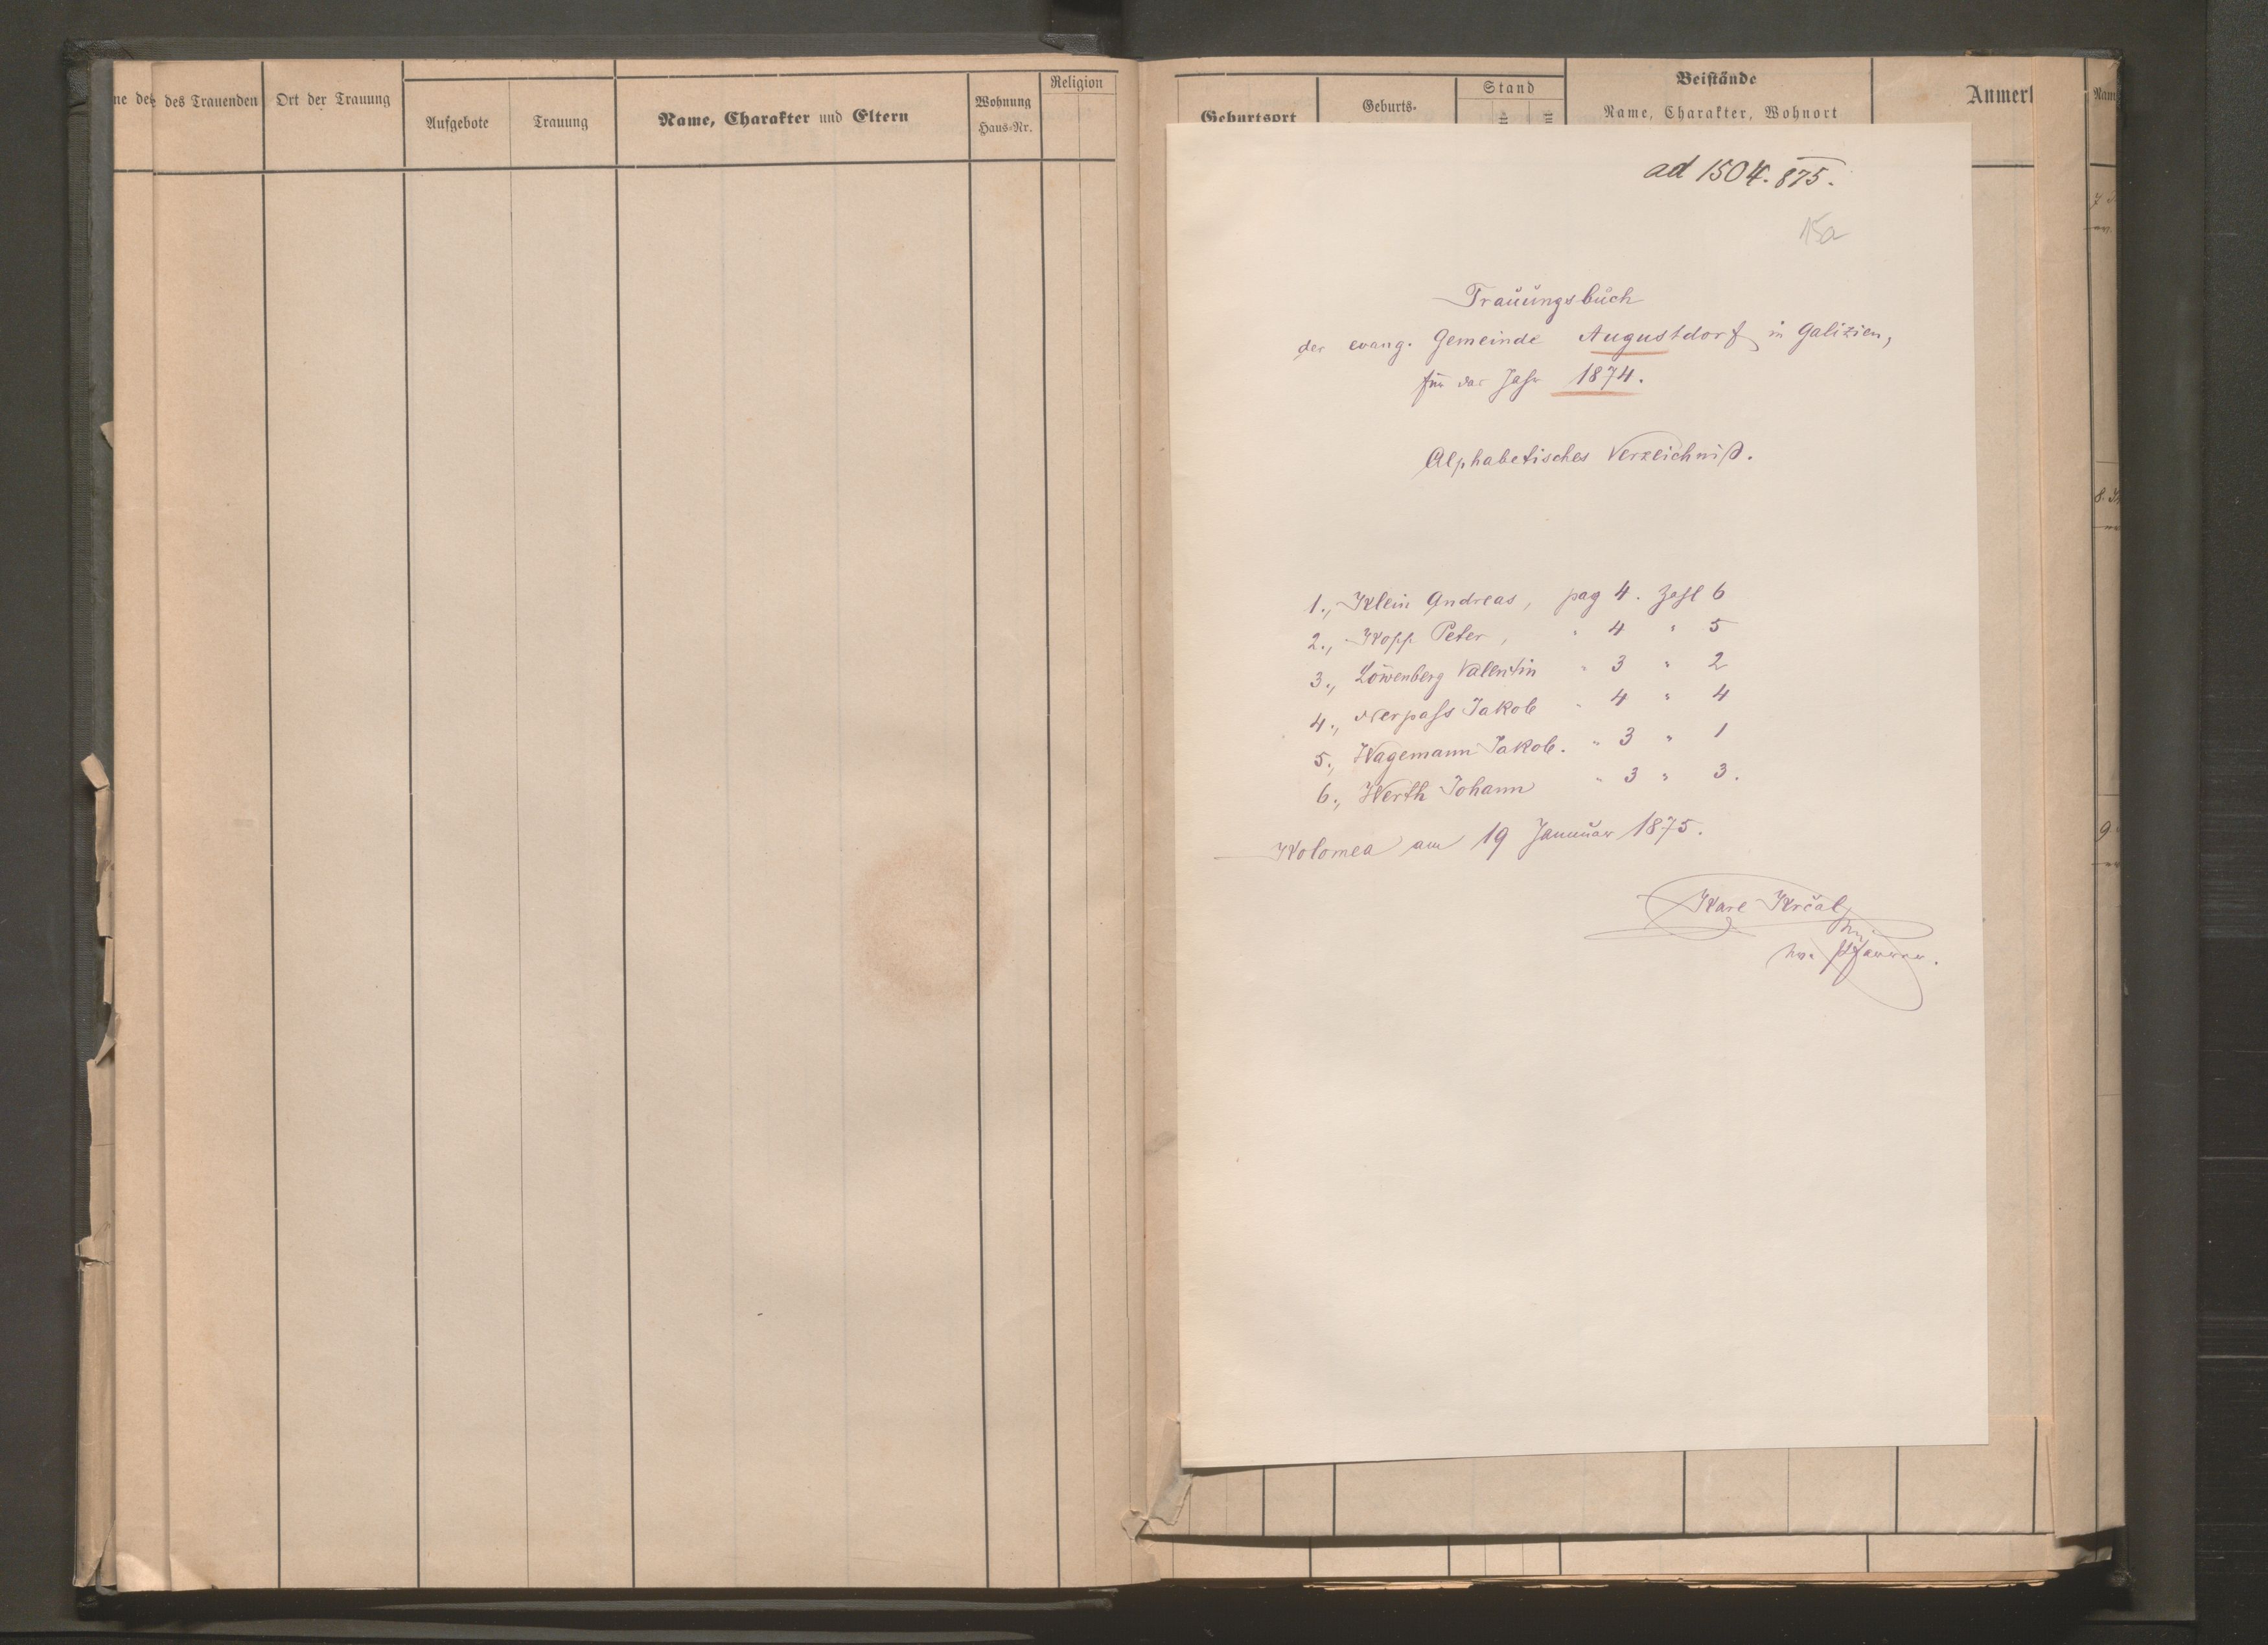 des Trauenden
Ort der Trauung
Aufgebote
Trauung
Name, Charakter und Eltern
Wohnung
Haus-Nr.
Religion
Geburtsort
Geburts-
Stand
Beistände
Name, Charakter, Wohnort
Anmerk
ad 1504. 875.
15a
Trauungsbuch
der evang. Gemeinde Augustdorf in Galizien,
für das Jahr 1874.
Alphabetisches Verzeichniß.
1., Klein Andreas, pag 4. Zahl 6
2., Kopp Peter, " 4 " 5
3., Löwenberg Valentin " 3 " 2
4., Nerpass Jakob " 4 " 4
5., Wagemann Jakob. " 3 " 1
6., Werth Johann " 3 " 3.
Kolomea am 19 Januar 1875.
Karl Krčal
Pfarrer.